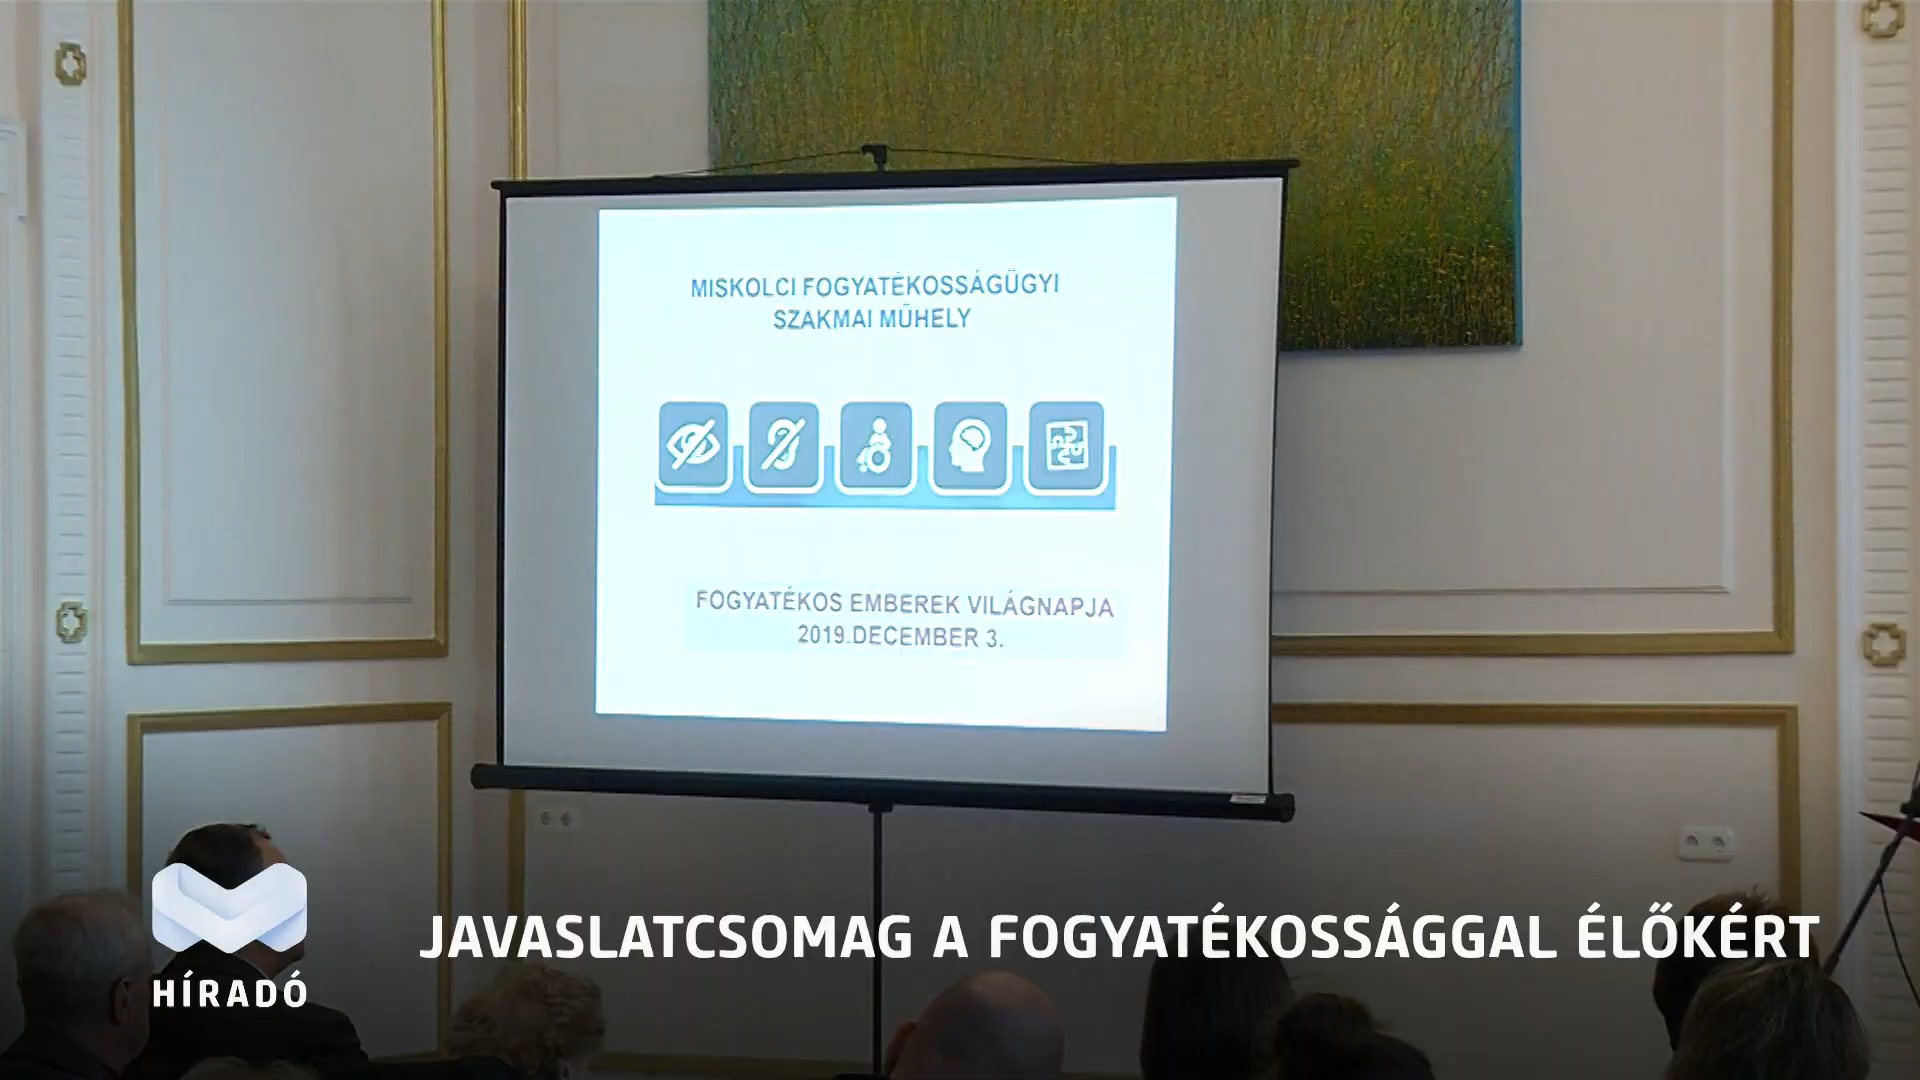 MISKOLCI FOGYATÉKOSSÁGÜGYI
SZAKMAI MŰHELY
FOGYATÉKOS EMBEREK VILÁGNAPJA
2019.DECEMBER 3.
JAVASLATCSOMAG A FOGYATÉKOSSÁGGAL ÉLŐKÉRT
HÍRADÓ